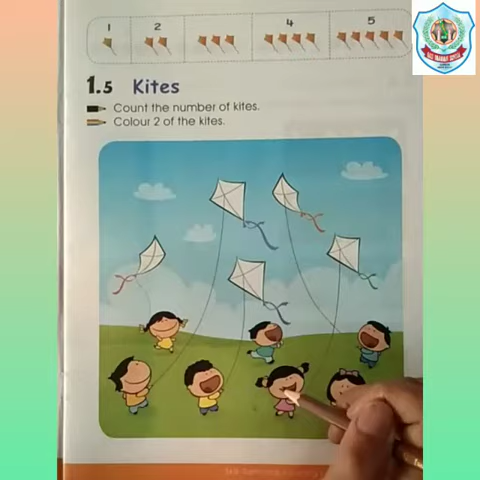 1 2 4 5
1.5 Kites
Count the number of kites.
Colour 2 of the kites.